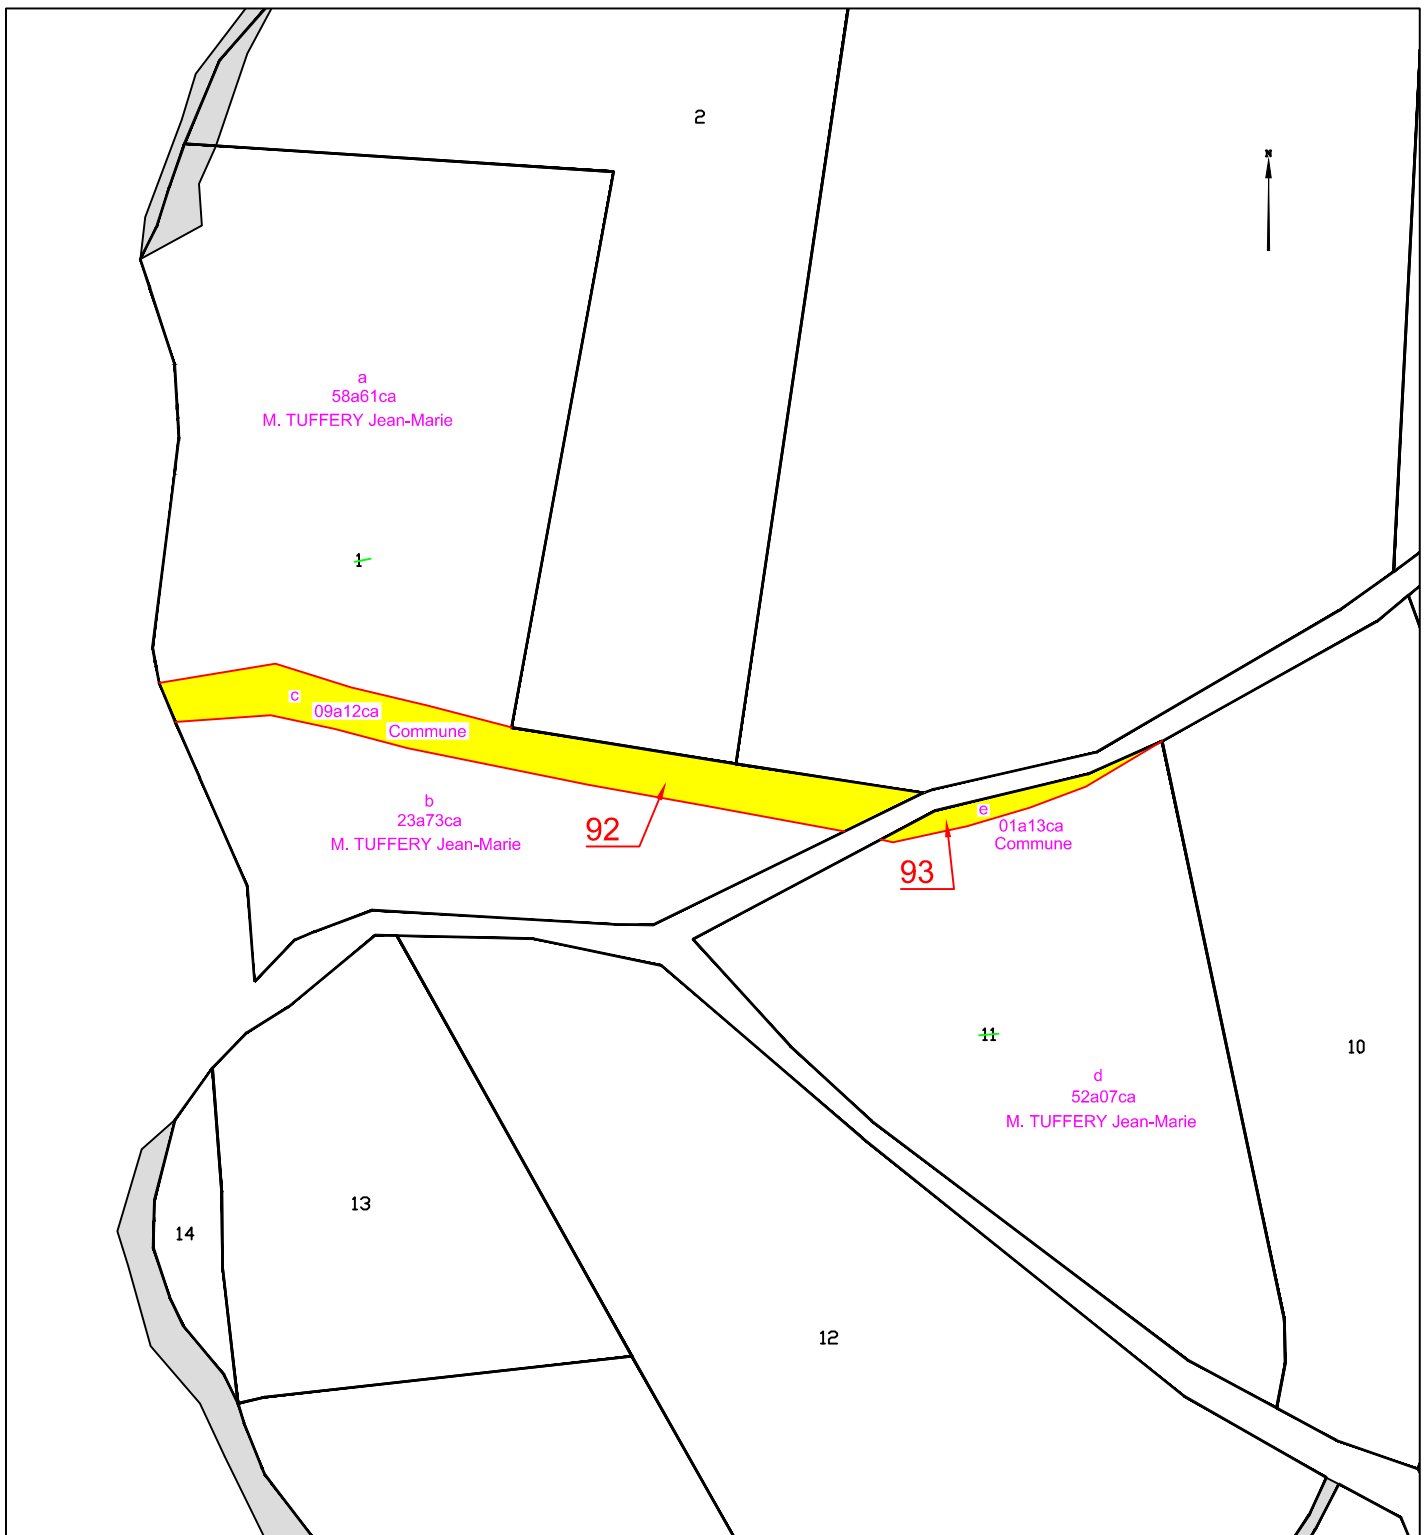 2
N
a
58a61ca
M. TUFFERY Jean-Marie
1
c
09a12ca
Commune
b
23a73ca
M. TUFFERY Jean-Marie
92
e
01a13ca
Commune
93
11
10
d
52a07ca
M. TUFFERY Jean-Marie
13
14
12